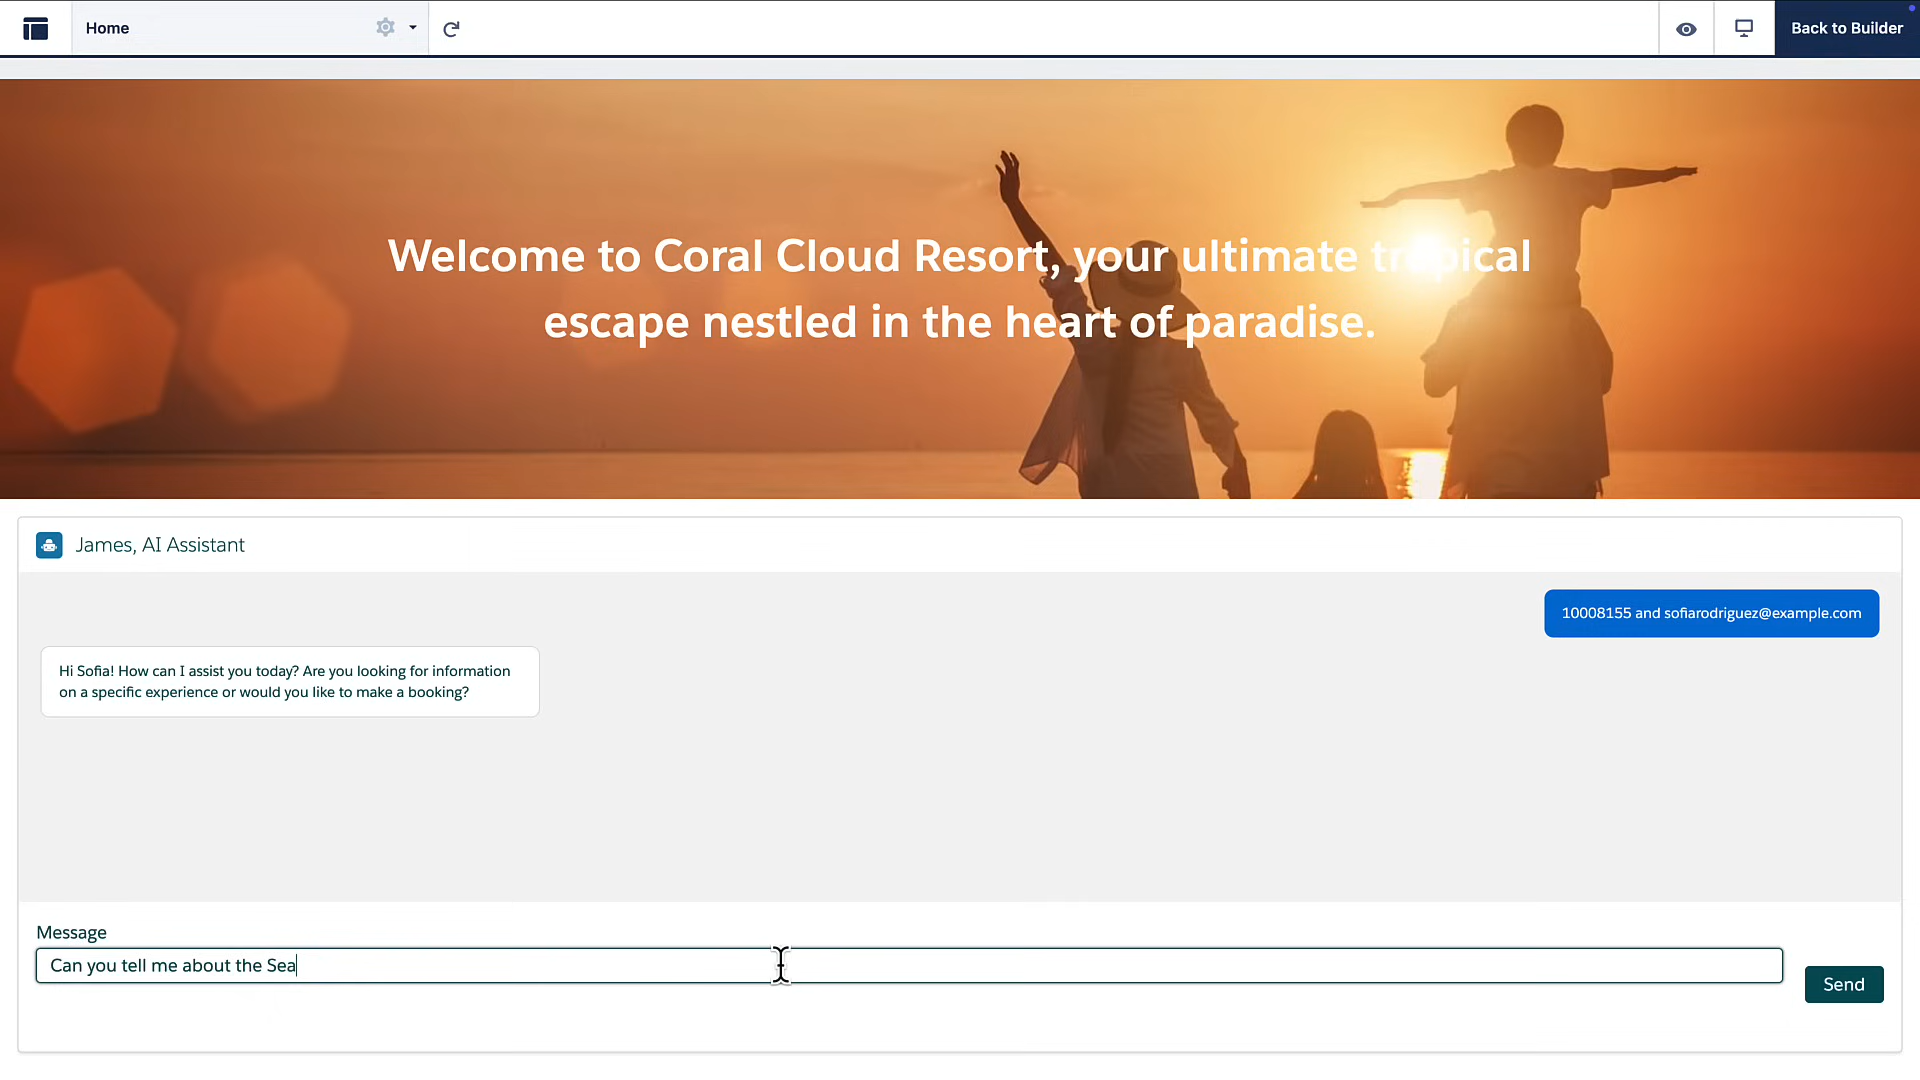 Home
Back to Builder
Welcome to Coral Cloud Resort, your ultimate tropical
escape nestled in the heart of paradise.
James, AI Assistant
10008155 and sofiarodriguez@example.com
Hi Sofia! How can I assist you today? Are you looking for information
on a specific experience or would you like to make a booking?
Message
Can you tell me about the Sea
Send